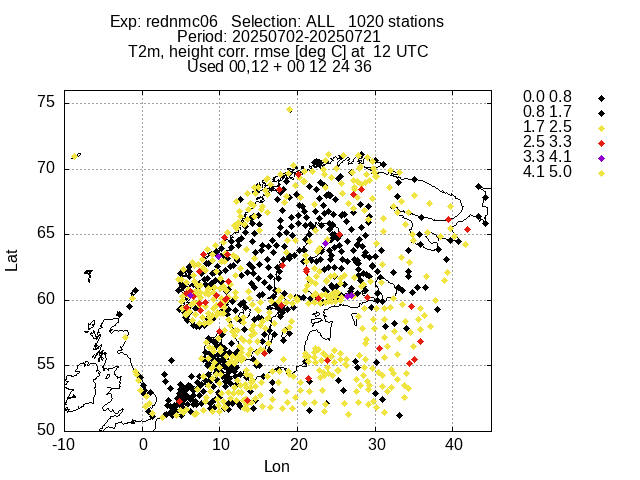 Exp: rednmc06   Selection: ALL   1020 stations
Period: 20250702-20250721
T2m, height corr. rmse [deg C] at  12 UTC
Used 00,12 + 00 12 24 36
0.0 0.8
0.8 1.7
1.7 2.5
2.5 3.3
3.3 4.1
4.1 5.0
75
70
65
60
55
50
Lat
-10 0 10 20 30 40
Lon